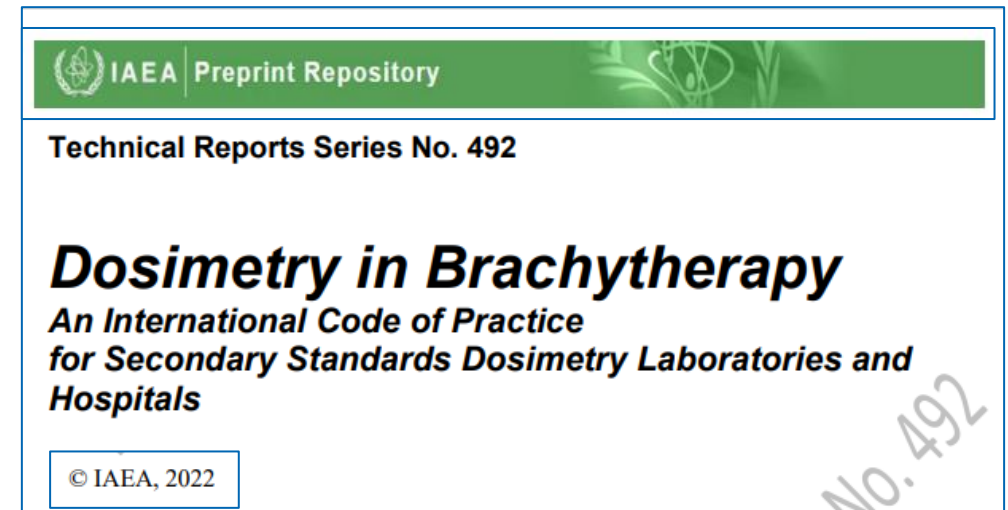 IAEA Preprint Repository
Technical Reports Series No. 492
Dosimetry in Brachytherapy
An International Code of Practice
for Secondary Standards Dosimetry Laboratories and
Hospitals
No. 492
© IAEA, 2022